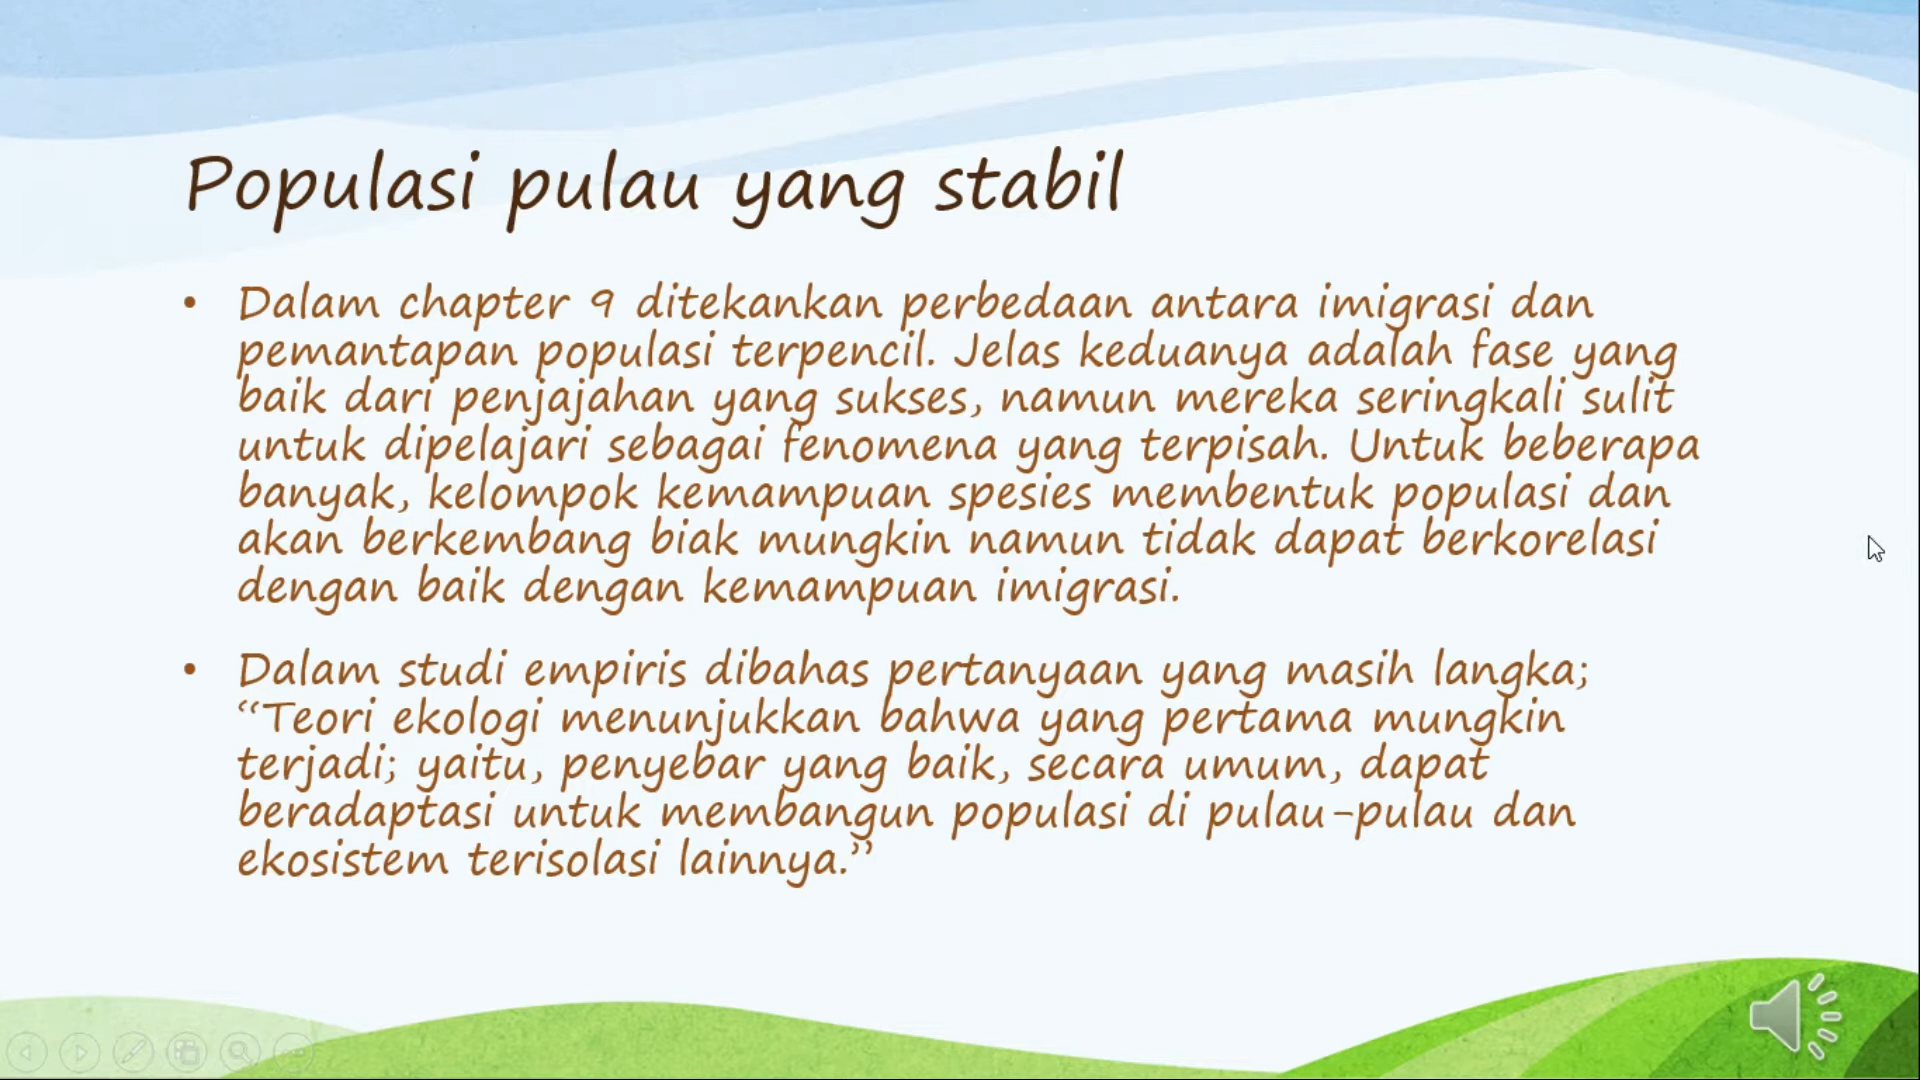 Populasi pulau yang stabil
• Dalam chapter 9 ditekankan perbedaan antara imigrasi dan
pemantapan populasi terpencil. Jelas keduanya adalah fase yang
baik dari penjajahan yang sukses, namun mereka seringkali sulit
untuk dipelajari sebagai fenomena yang terpisah. Untuk beberapa
banyak, kelompok kemampuan spesies membentuk populasi dan
akan berkembang biak mungkin namun tidak dapat berkorelasi
dengan baik dengan kemampuan imigrasi.
• Dalam studi empiris dibahas pertanyaan yang masih langka;
“Teori ekologi menunjukkan bahwa yang pertama mungkin
terjadi; yaitu, penyebar yang baik, secara umum, dapat
beradaptasi untuk membangun populasi di pulau-pulau dan
ekosistem terisolasi lainnya.”